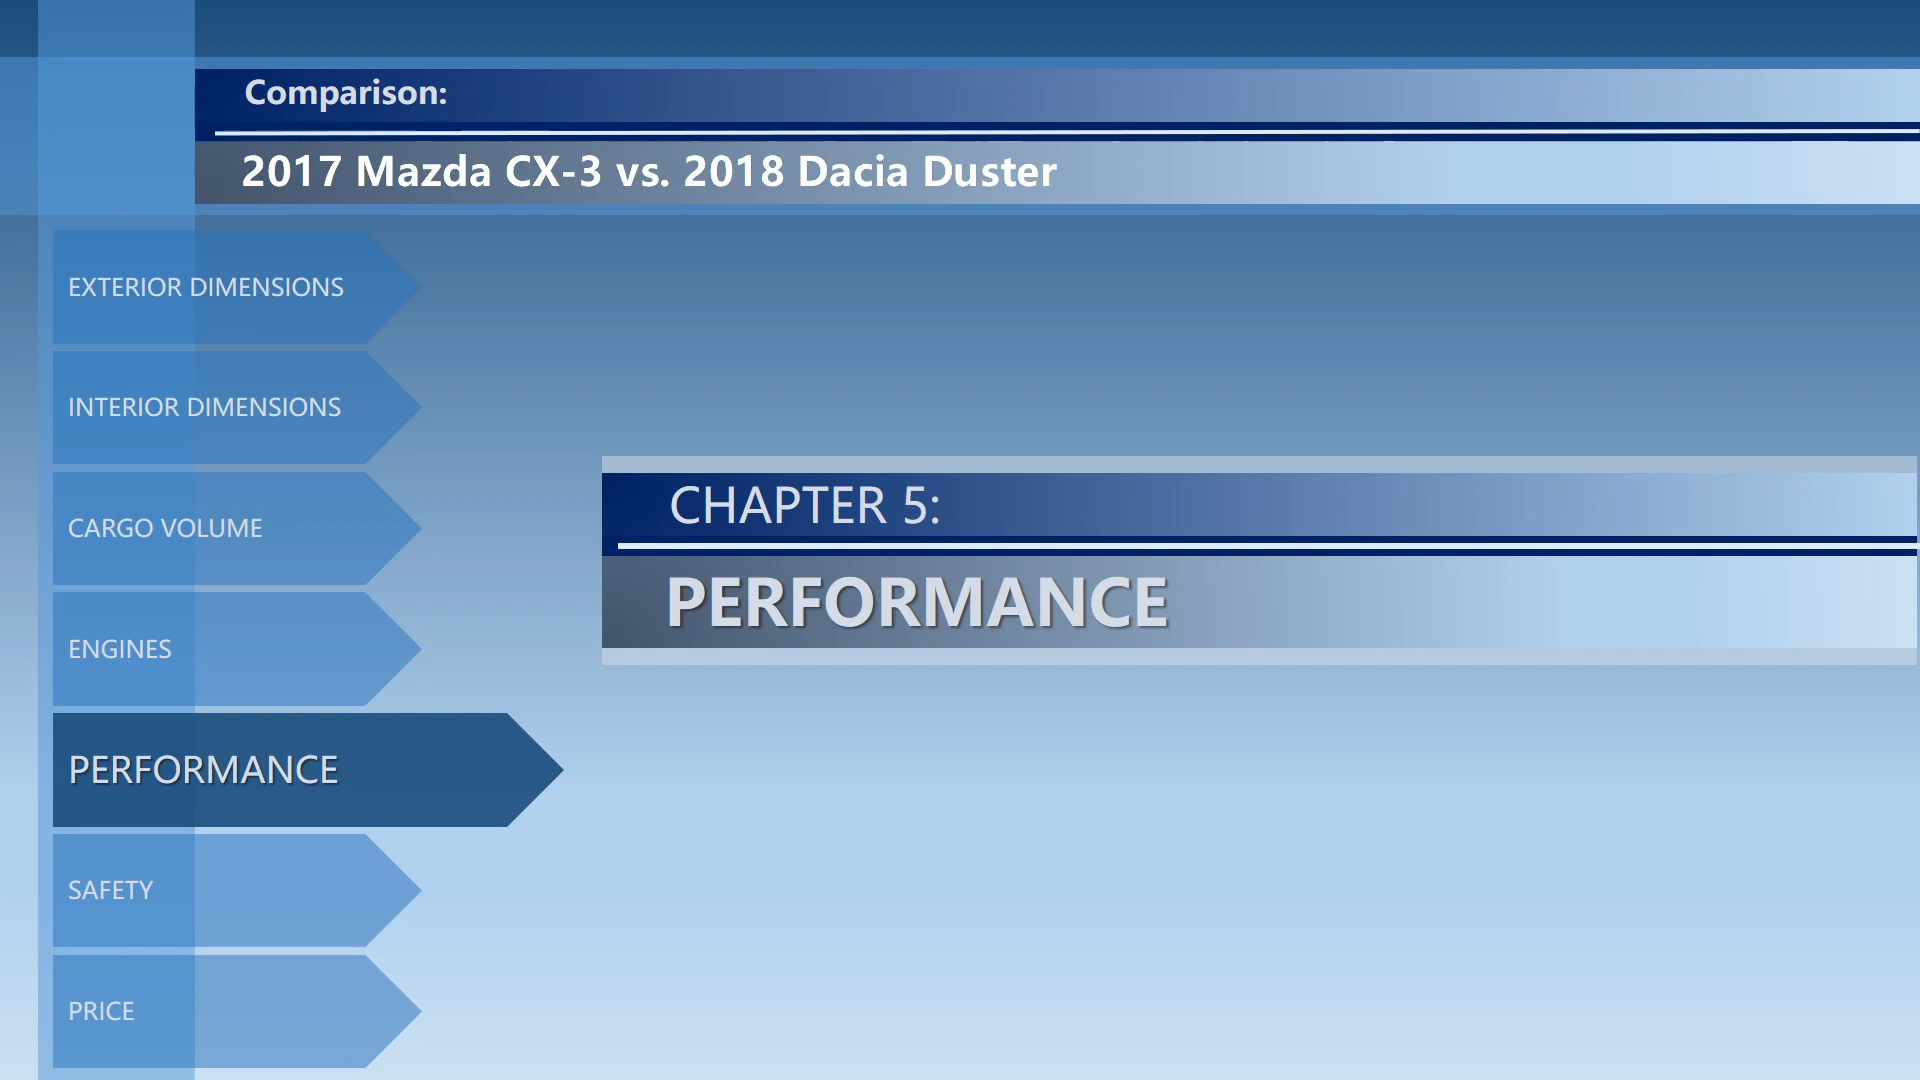 Comparison:
2017 Mazda CX-3 vs. 2018 Dacia Duster
EXTERIOR DIMENSIONS
INTERIOR DIMENSIONS
CARGO VOLUME
ENGINES
PERFORMANCE
SAFETY
PRICE
CHAPTER 5:
PERFORMANCE